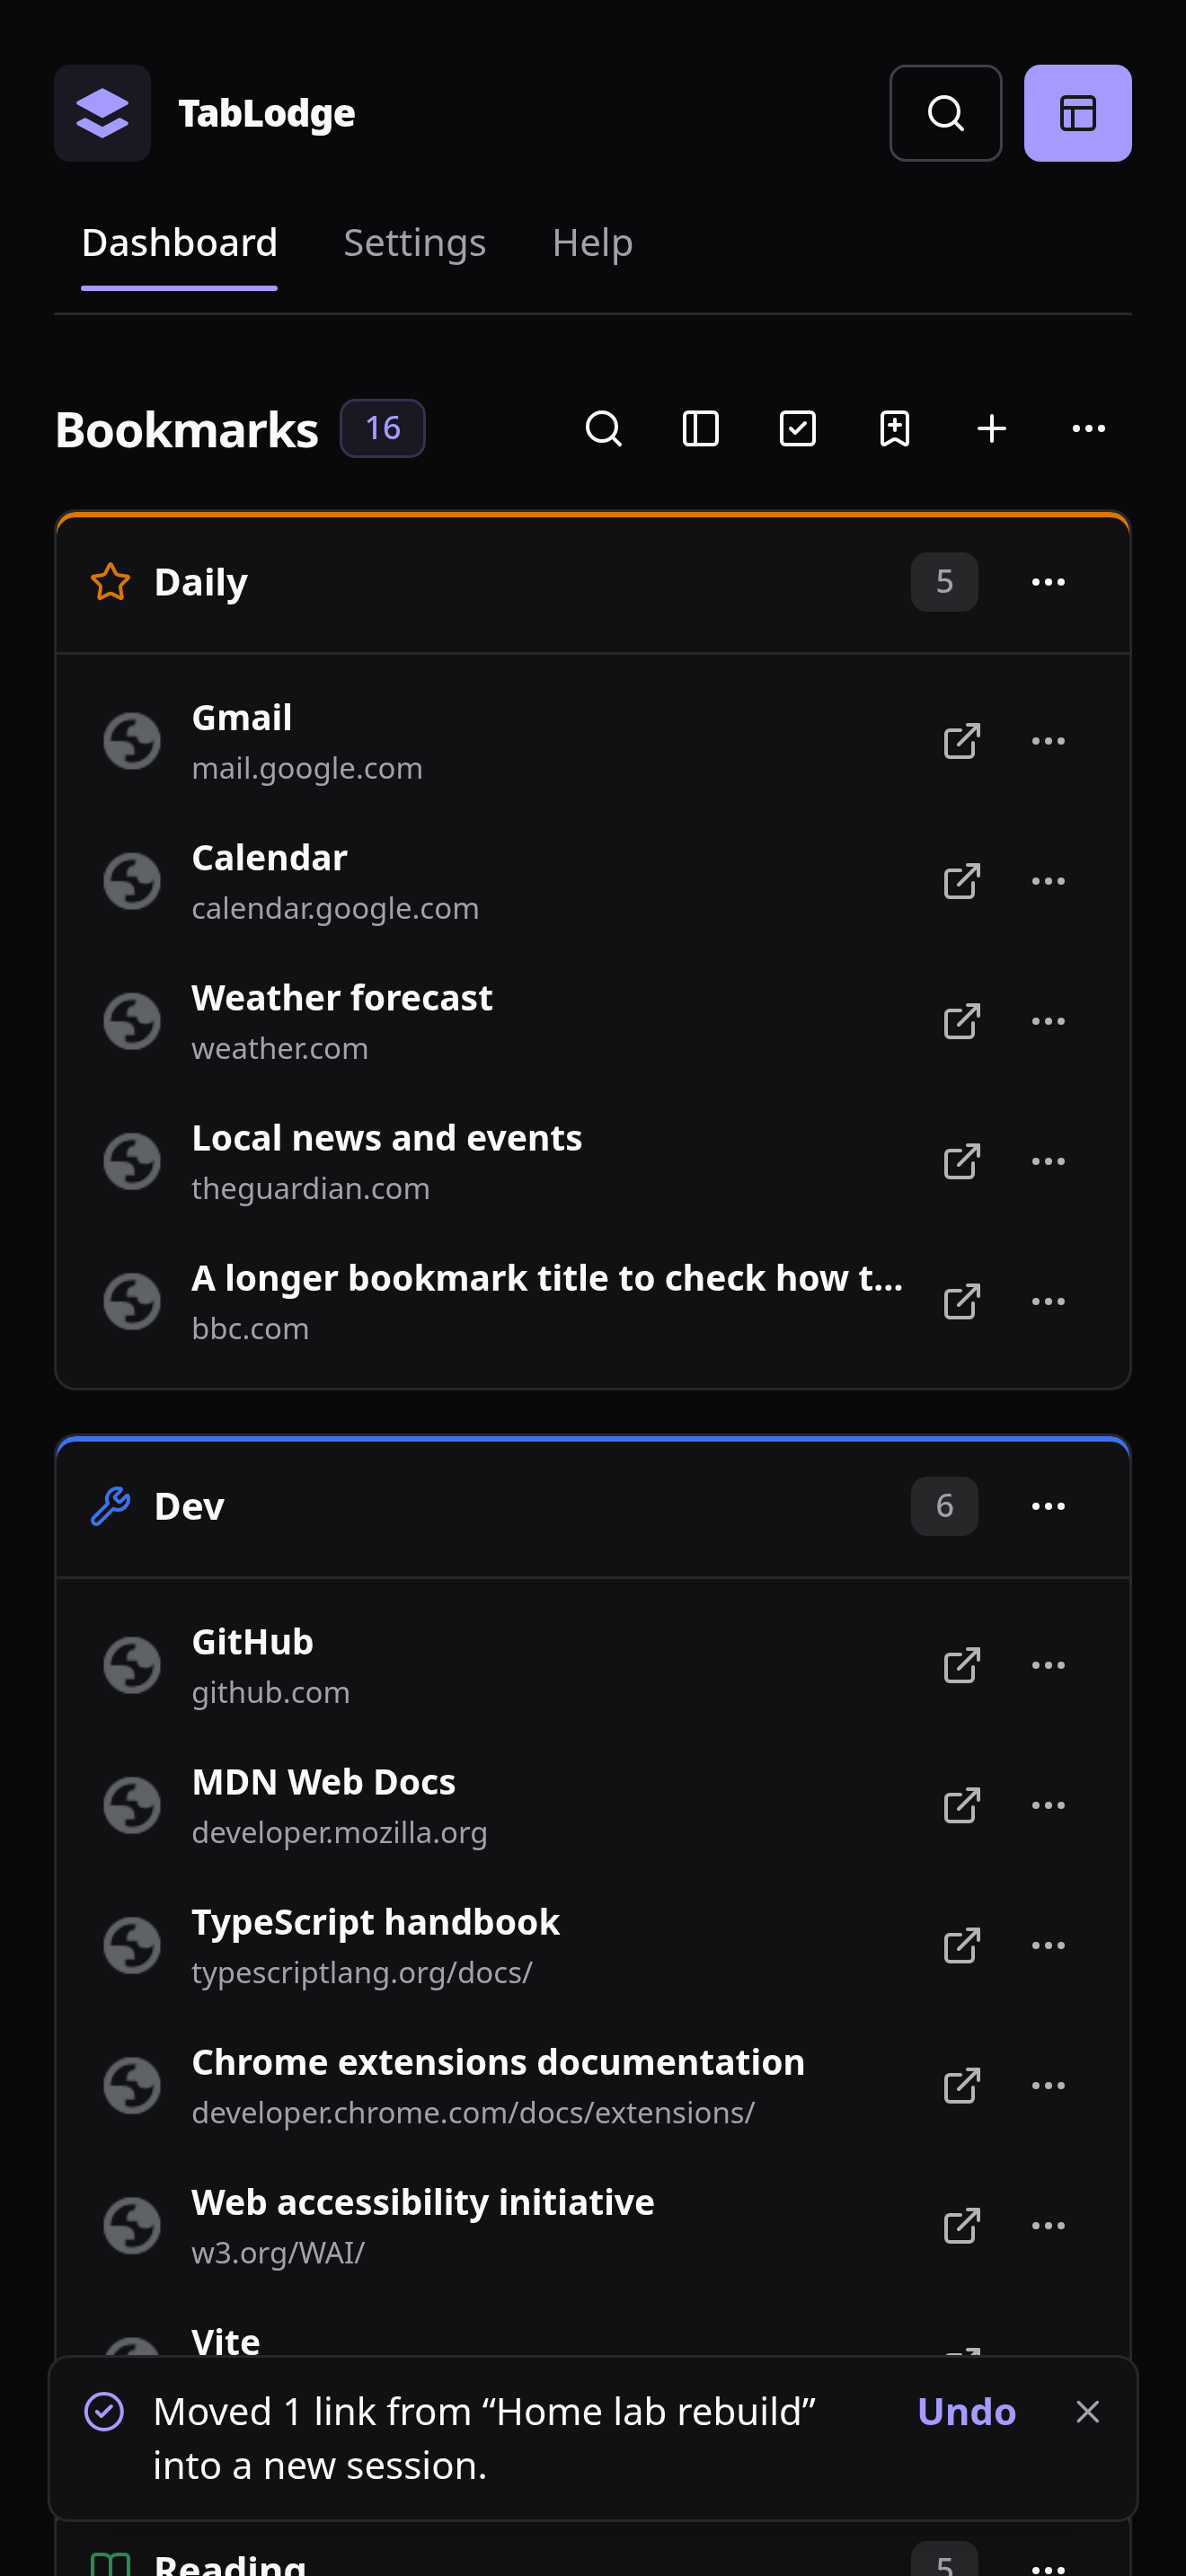 TabLodge
Dashboard Settings Help
Bookmarks 16
Daily 5
Gmail
mail.google.com
Calendar
calendar.google.com
Weather forecast
weather.com
Local news and events
theguardian.com
A longer bookmark title to check how t...
bbc.com
Dev 6
GitHub
github.com
MDN Web Docs
developer.mozilla.org
TypeScript handbook
typescriptlang.org/docs/
Chrome extensions documentation
developer.chrome.com/docs/extensions/
Web accessibility initiative
w3.org/WAI/
Vite
Moved 1 link from “Home lab rebuild” Undo
into a new session.
Reading 5